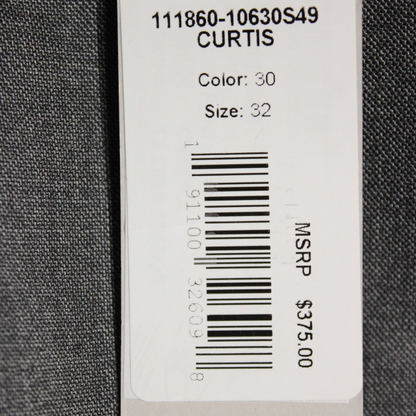 111860-10630S49
CURTIS
Color: 30
Size: 32
1 91100 32609 8
MSRP $375.00